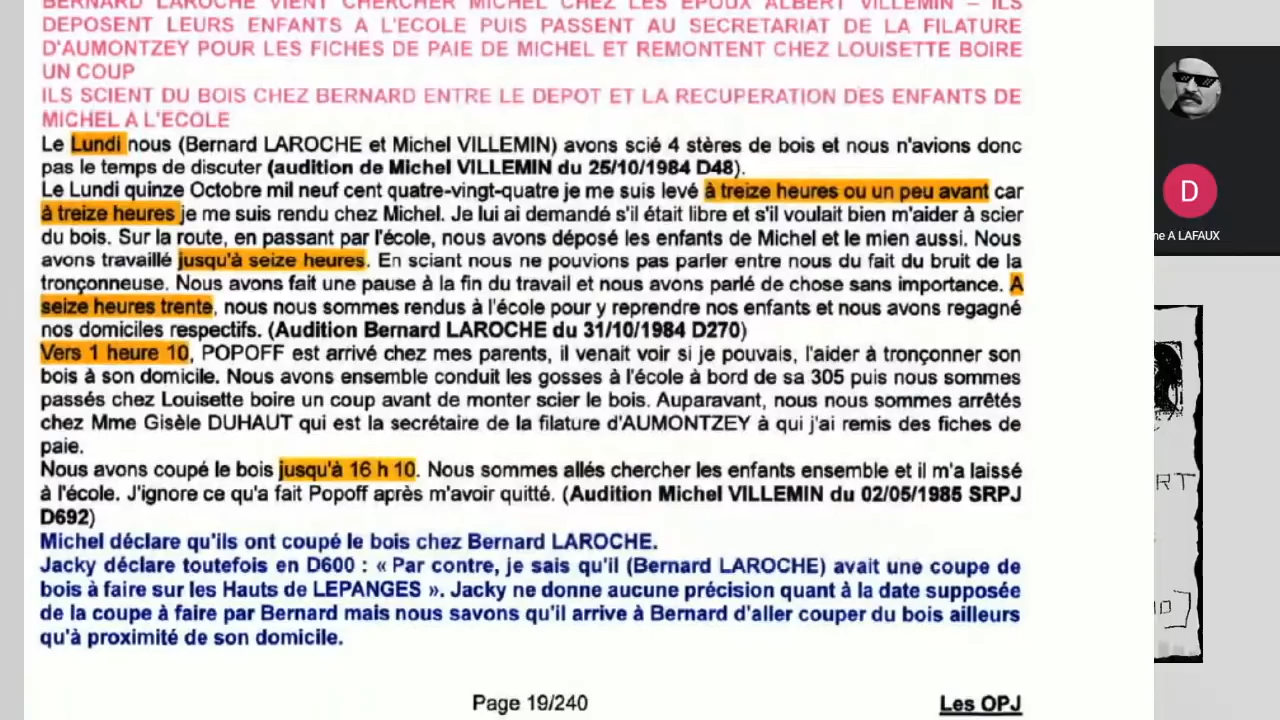 BERNARD LAROCHE VIENT CHERCHER MICHEL CHEZ LES EPOUX ALBERT VILLEMIN – ILS
DEPOSENT LEURS ENFANTS A L'ECOLE PUIS PASSENT AU SECRETARIAT DE LA FILATURE
D'AUMONTZEY POUR LES FICHES DE PAIE DE MICHEL ET REMONTENT CHEZ LOUISETTE BOIRE
UN COUP
ILS SCIENT DU BOIS CHEZ BERNARD ENTRE LE DEPOT ET LA RECUPERATION DES ENFANTS DE
MICHEL A L'ECOLE
Le Lundi nous (Bernard LAROCHE et Michel VILLEMIN) avons scié 4 stères de bois et nous n'avions donc
pas le temps de discuter (audition de Michel VILLEMIN du 25/10/1984 D48).
Le Lundi quinze Octobre mil neuf cent quatre-vingt-quatre je me suis levé à treize heures ou un peu avant car
à treize heures je me suis rendu chez Michel. Je lui ai demandé s'il était libre et s'il voulait bien m'aider à scier
du bois. Sur la route, en passant par l'école, nous avons déposé les enfants de Michel et le mien aussi. Nous
avons travaillé jusqu'à seize heures. En sciant nous ne pouvions pas parler entre nous du fait du bruit de la
tronçonneuse. Nous avons fait une pause à la fin du travail et nous avons parlé de chose sans importance. A
seize heures trente, nous nous sommes rendus à l'école pour y reprendre nos enfants et nous avons regagné
nos domiciles respectifs. (Audition Bernard LAROCHE du 31/10/1984 D270)
Vers 1 heure 10, POPOFF est arrivé chez mes parents, il venait voir si je pouvais, l'aider à tronçonner son
bois à son domicile. Nous avons ensemble conduit les gosses à l'école à bord de sa 305 puis nous sommes
passés chez Louisette boire un coup avant de monter scier le bois. Auparavant, nous nous sommes arrêtés
chez Mme Gisèle DUHAUT qui est la secrétaire de la filature d'AUMONTZEY à qui j'ai remis des fiches de
paie.
Nous avons coupé le bois jusqu'à 16 h 10. Nous sommes allés chercher les enfants ensemble et il m'a laissé
à l'école. J'ignore ce qu'a fait Popoff après m'avoir quitté. (Audition Michel VILLEMIN du 02/05/1985 SRPJ
D692)
Michel déclare qu'ils ont coupé le bois chez Bernard LAROCHE.
Jacky déclare toutefois en D600 : « Par contre, je sais qu'il (Bernard LAROCHE) avait une coupe de
bois à faire sur les Hauts de LEPANGES ». Jacky ne donne aucune précision quant à la date supposée
de la coupe à faire par Bernard mais nous savons qu'il arrive à Bernard d'aller couper du bois ailleurs
qu'à proximité de son domicile.
Page 19/240
Les OPJ
D
ne A LAFAUX
RT